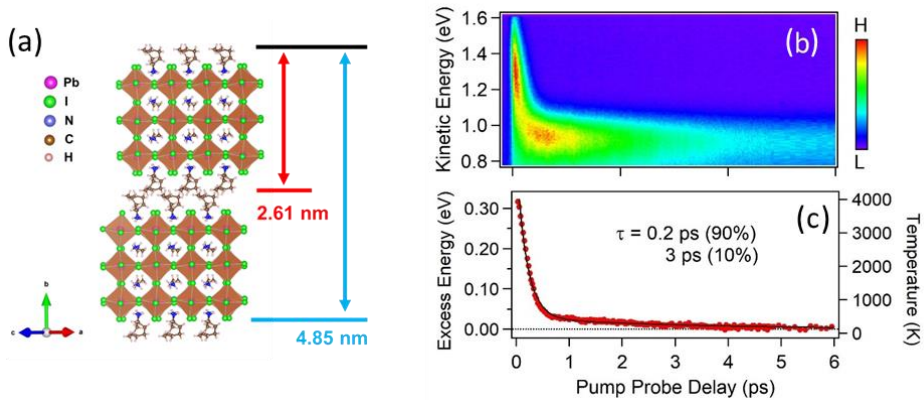 (a)
Pb
I
N
C
H
2.61 nm
4.85 nm
b
c
a
(b)
Kinetic Energy (eV)
1.6
1.4
1.2
1.0
0.8
H
L
(c)
Excess Energy (eV)
0.30
0.20
0.10
0.00
τ = 0.2 ps (90%)
3 ps (10%)
4000
3000
2000
1000
0
Temperature (K)
0 1 2 3 4 5 6
Pump Probe Delay (ps)